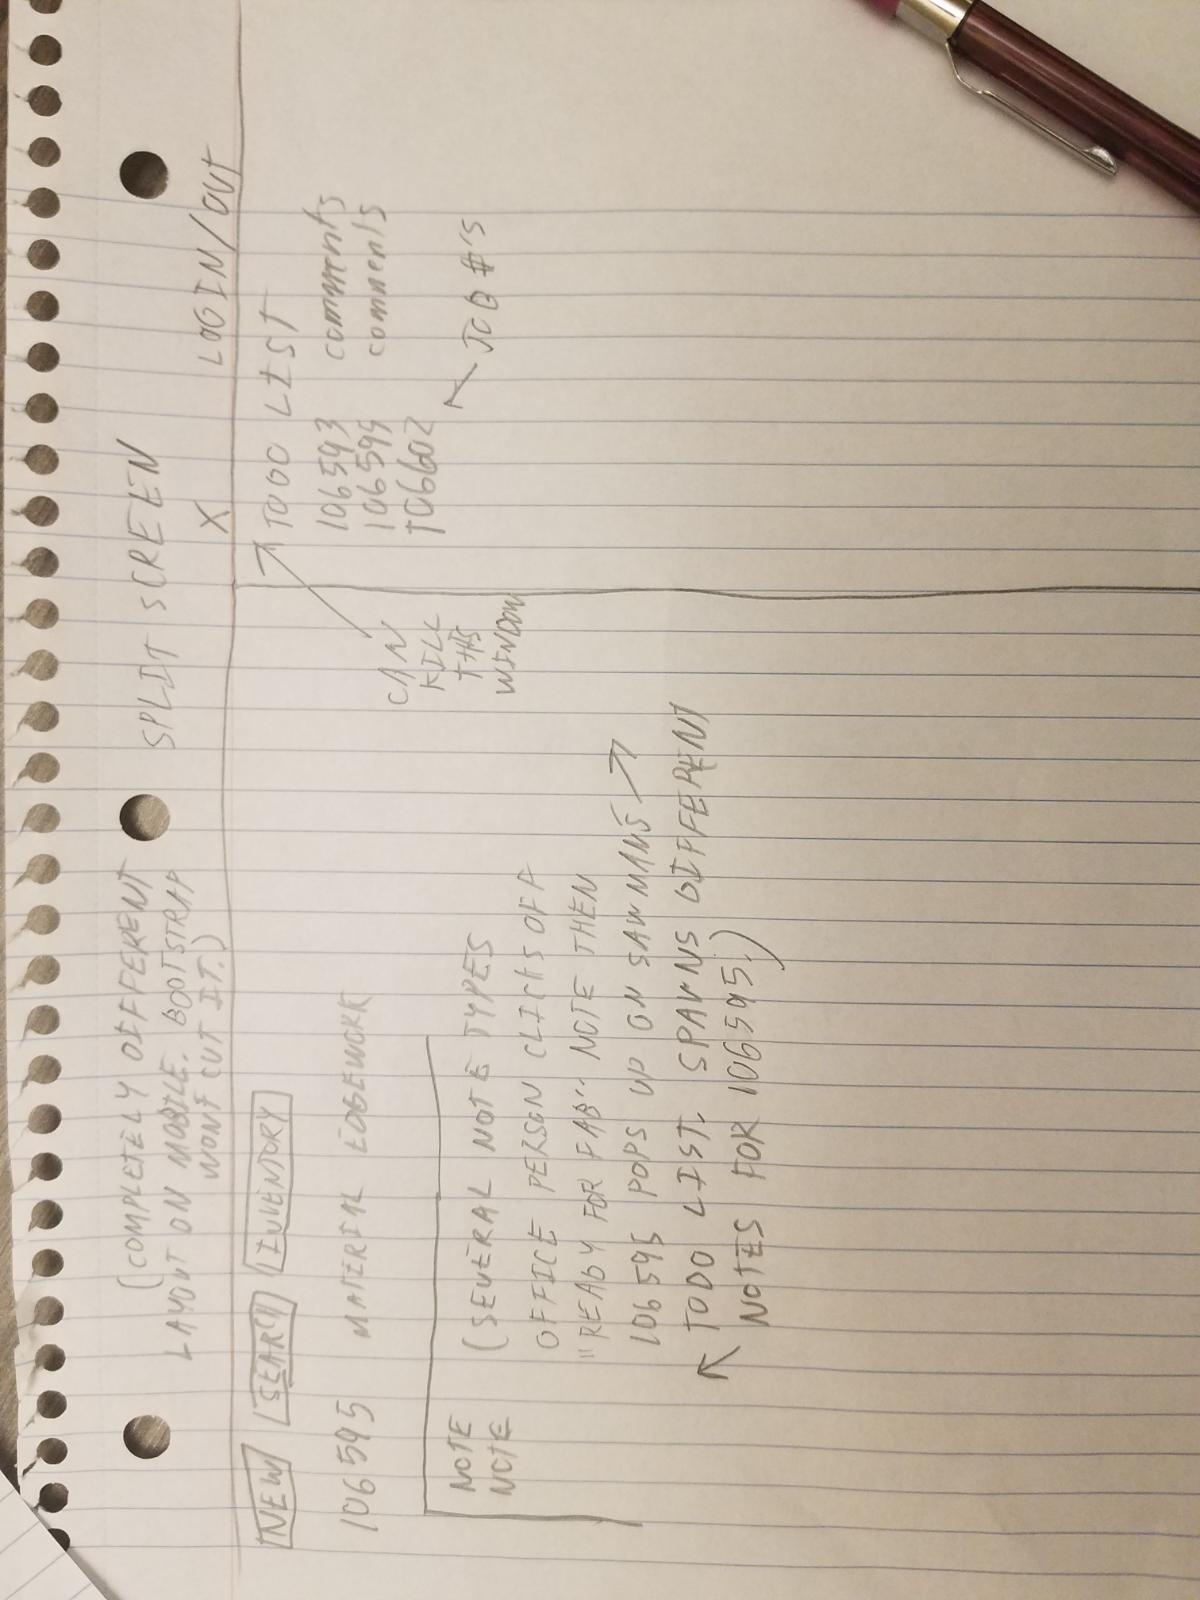 (COMPLETELY DIFFERENT
LAYOUT ON MOBILE. BOOTSTRAP
WONT CUT IT.)
SPLIT SCREEN
X LOGIN/OUT
NEW SEARCH INVENTORY
106595 MATERIAL EDGEWORK
NOTE
NOTE
(SEVERAL NOTE TYPES
OFFICE PERSON CLICKS OFF
"READY FOR FAB" NOTE THEN
106595 POPS UP ON SAWMANS
TODO LIST. SPAWNS DIFFERENT
NOTES FOR 106595.)
CAN
KILL
THIS
WINDOW
TODO LIST
106593 comments
106595 comments
106602
JOB #'S